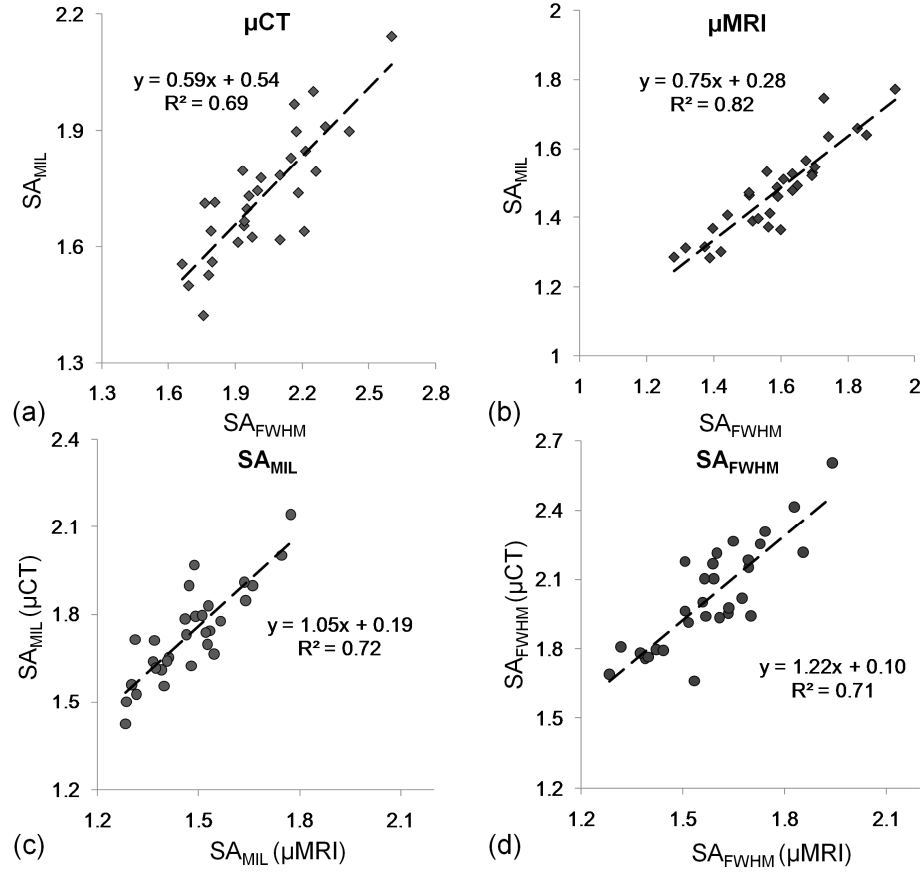 µCT
2.2
1.9
1.6
1.3
SA_MIL
y = 0.59x + 0.54
R² = 0.69
1.3 1.6 1.9 2.2 2.5 2.8
(a)
SA_FWHM
µMRI
2
1.8
1.6
1.4
1.2
1
SA_MIL
y = 0.75x + 0.28
R² = 0.82
1 1.2 1.4 1.6 1.8 2
(b)
SA_FWHM
SA_MIL
2.4
2.1
1.8
1.5
1.2
SA_MIL (µCT)
y = 1.05x + 0.19
R² = 0.72
1.2 1.5 1.8 2.1
(c)
SA_MIL (µMRI)
SA_FWHM
2.7
2.4
2.1
1.8
1.5
1.2
SA_FWHM (µCT)
y = 1.22x + 0.10
R² = 0.71
1.2 1.5 1.8 2.1
(d)
SA_FWHM (µMRI)